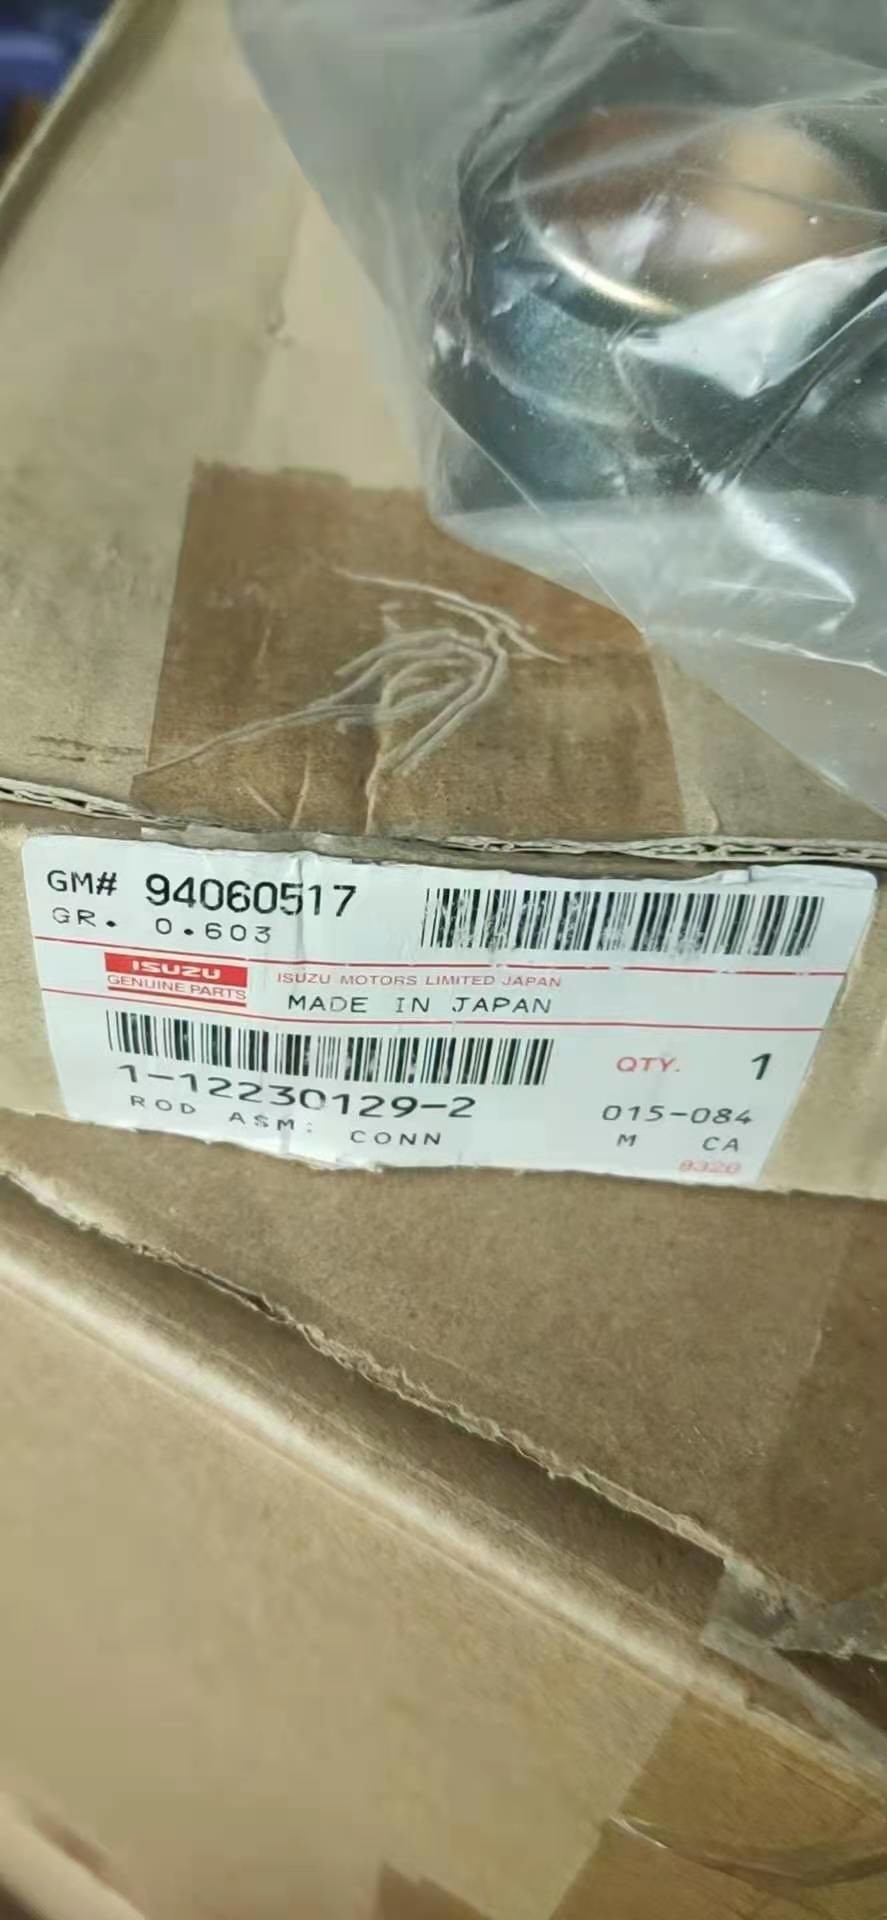 GM# 94060517
GR. 0.603
ISUZU
GENUINE PARTS
ISUZU MOTORS LIMITED JAPAN
MADE IN JAPAN
QTY. 1
1-12230129-2
ROD ASM: CONN
015-084
M CA